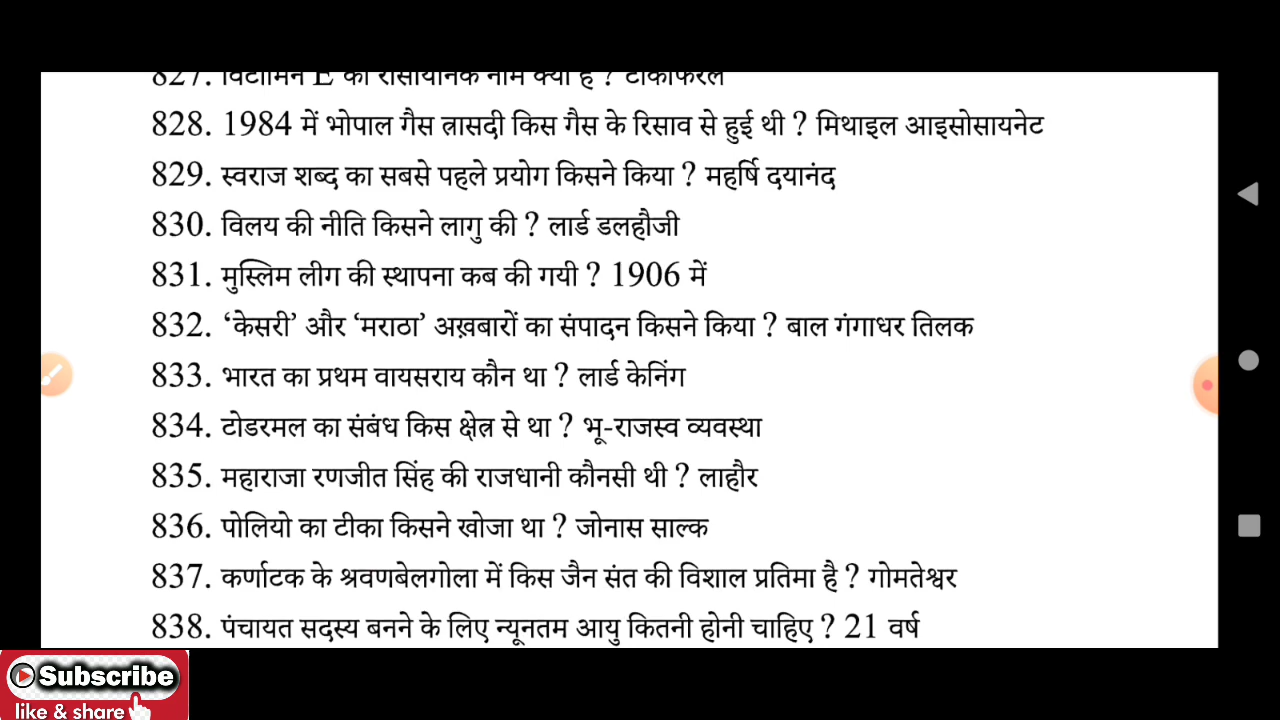 827. विटामिन E का रासायनिक नाम क्या है ? टोकोफेरल
828. 1984 में भोपाल गैस त्रासदी किस गैस के रिसाव से हुई थी ? मिथाइल आइसोसायनेट
829. स्वराज शब्द का सबसे पहले प्रयोग किसने किया ? महर्षि दयानंद
830. विलय की नीति किसने लागु की ? लार्ड डलहौजी
831. मुस्लिम लीग की स्थापना कब की गयी ? 1906 में
832. ‘केसरी’ और ‘मराठा’ अख़बारों का संपादन किसने किया ? बाल गंगाधर तिलक
833. भारत का प्रथम वायसराय कौन था ? लार्ड केनिंग
834. टोडरमल का संबंध किस क्षेत्र से था ? भू-राजस्व व्यवस्था
835. महाराजा रणजीत सिंह की राजधानी कौनसी थी ? लाहौर
836. पोलियो का टीका किसने खोजा था ? जोनास साल्क
837. कर्णाटक के श्रवणबेलगोला में किस जैन संत की विशाल प्रतिमा है ? गोमतेश्वर
838. पंचायत सदस्य बनने के लिए न्यूनतम आयु कितनी होनी चाहिए ? 21 वर्ष
Subscribe
like & share